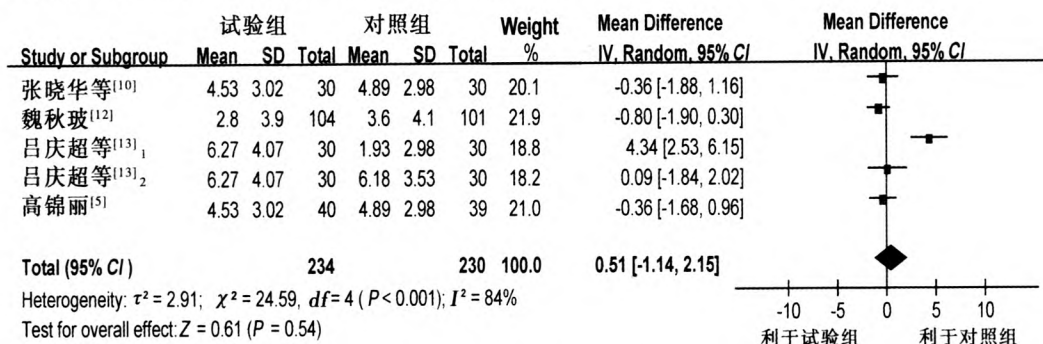 试验组 对照组 Weight Mean Difference Mean Difference
Study or Subgroup Mean SD Total Mean SD Total % IV, Random, 95% CI IV, Random, 95% CI
张晓华等[10] 4.53 3.02 30 4.89 2.98 30 20.1 -0.36 [-1.88, 1.16]
魏秋玻[12] 2.8 3.9 104 3.6 4.1 101 21.9 -0.80 [-1.90, 0.30]
吕庆超等[13]1 6.27 4.07 30 1.93 2.98 30 18.8 4.34 [2.53, 6.15]
吕庆超等[13]2 6.27 4.07 30 6.18 3.53 30 18.2 0.09 [-1.84, 2.02]
高锦丽[5] 4.53 3.02 40 4.89 2.98 39 21.0 -0.36 [-1.68, 0.96]
Total (95% CI) 234 230 100.0 0.51 [-1.14, 2.15]
Heterogeneity: τ² = 2.91; χ² = 24.59, df = 4 (P < 0.001); I² = 84%
Test for overall effect: Z = 0.61 (P = 0.54)
-10 -5 0 5 10
利于试验组 利于对照组